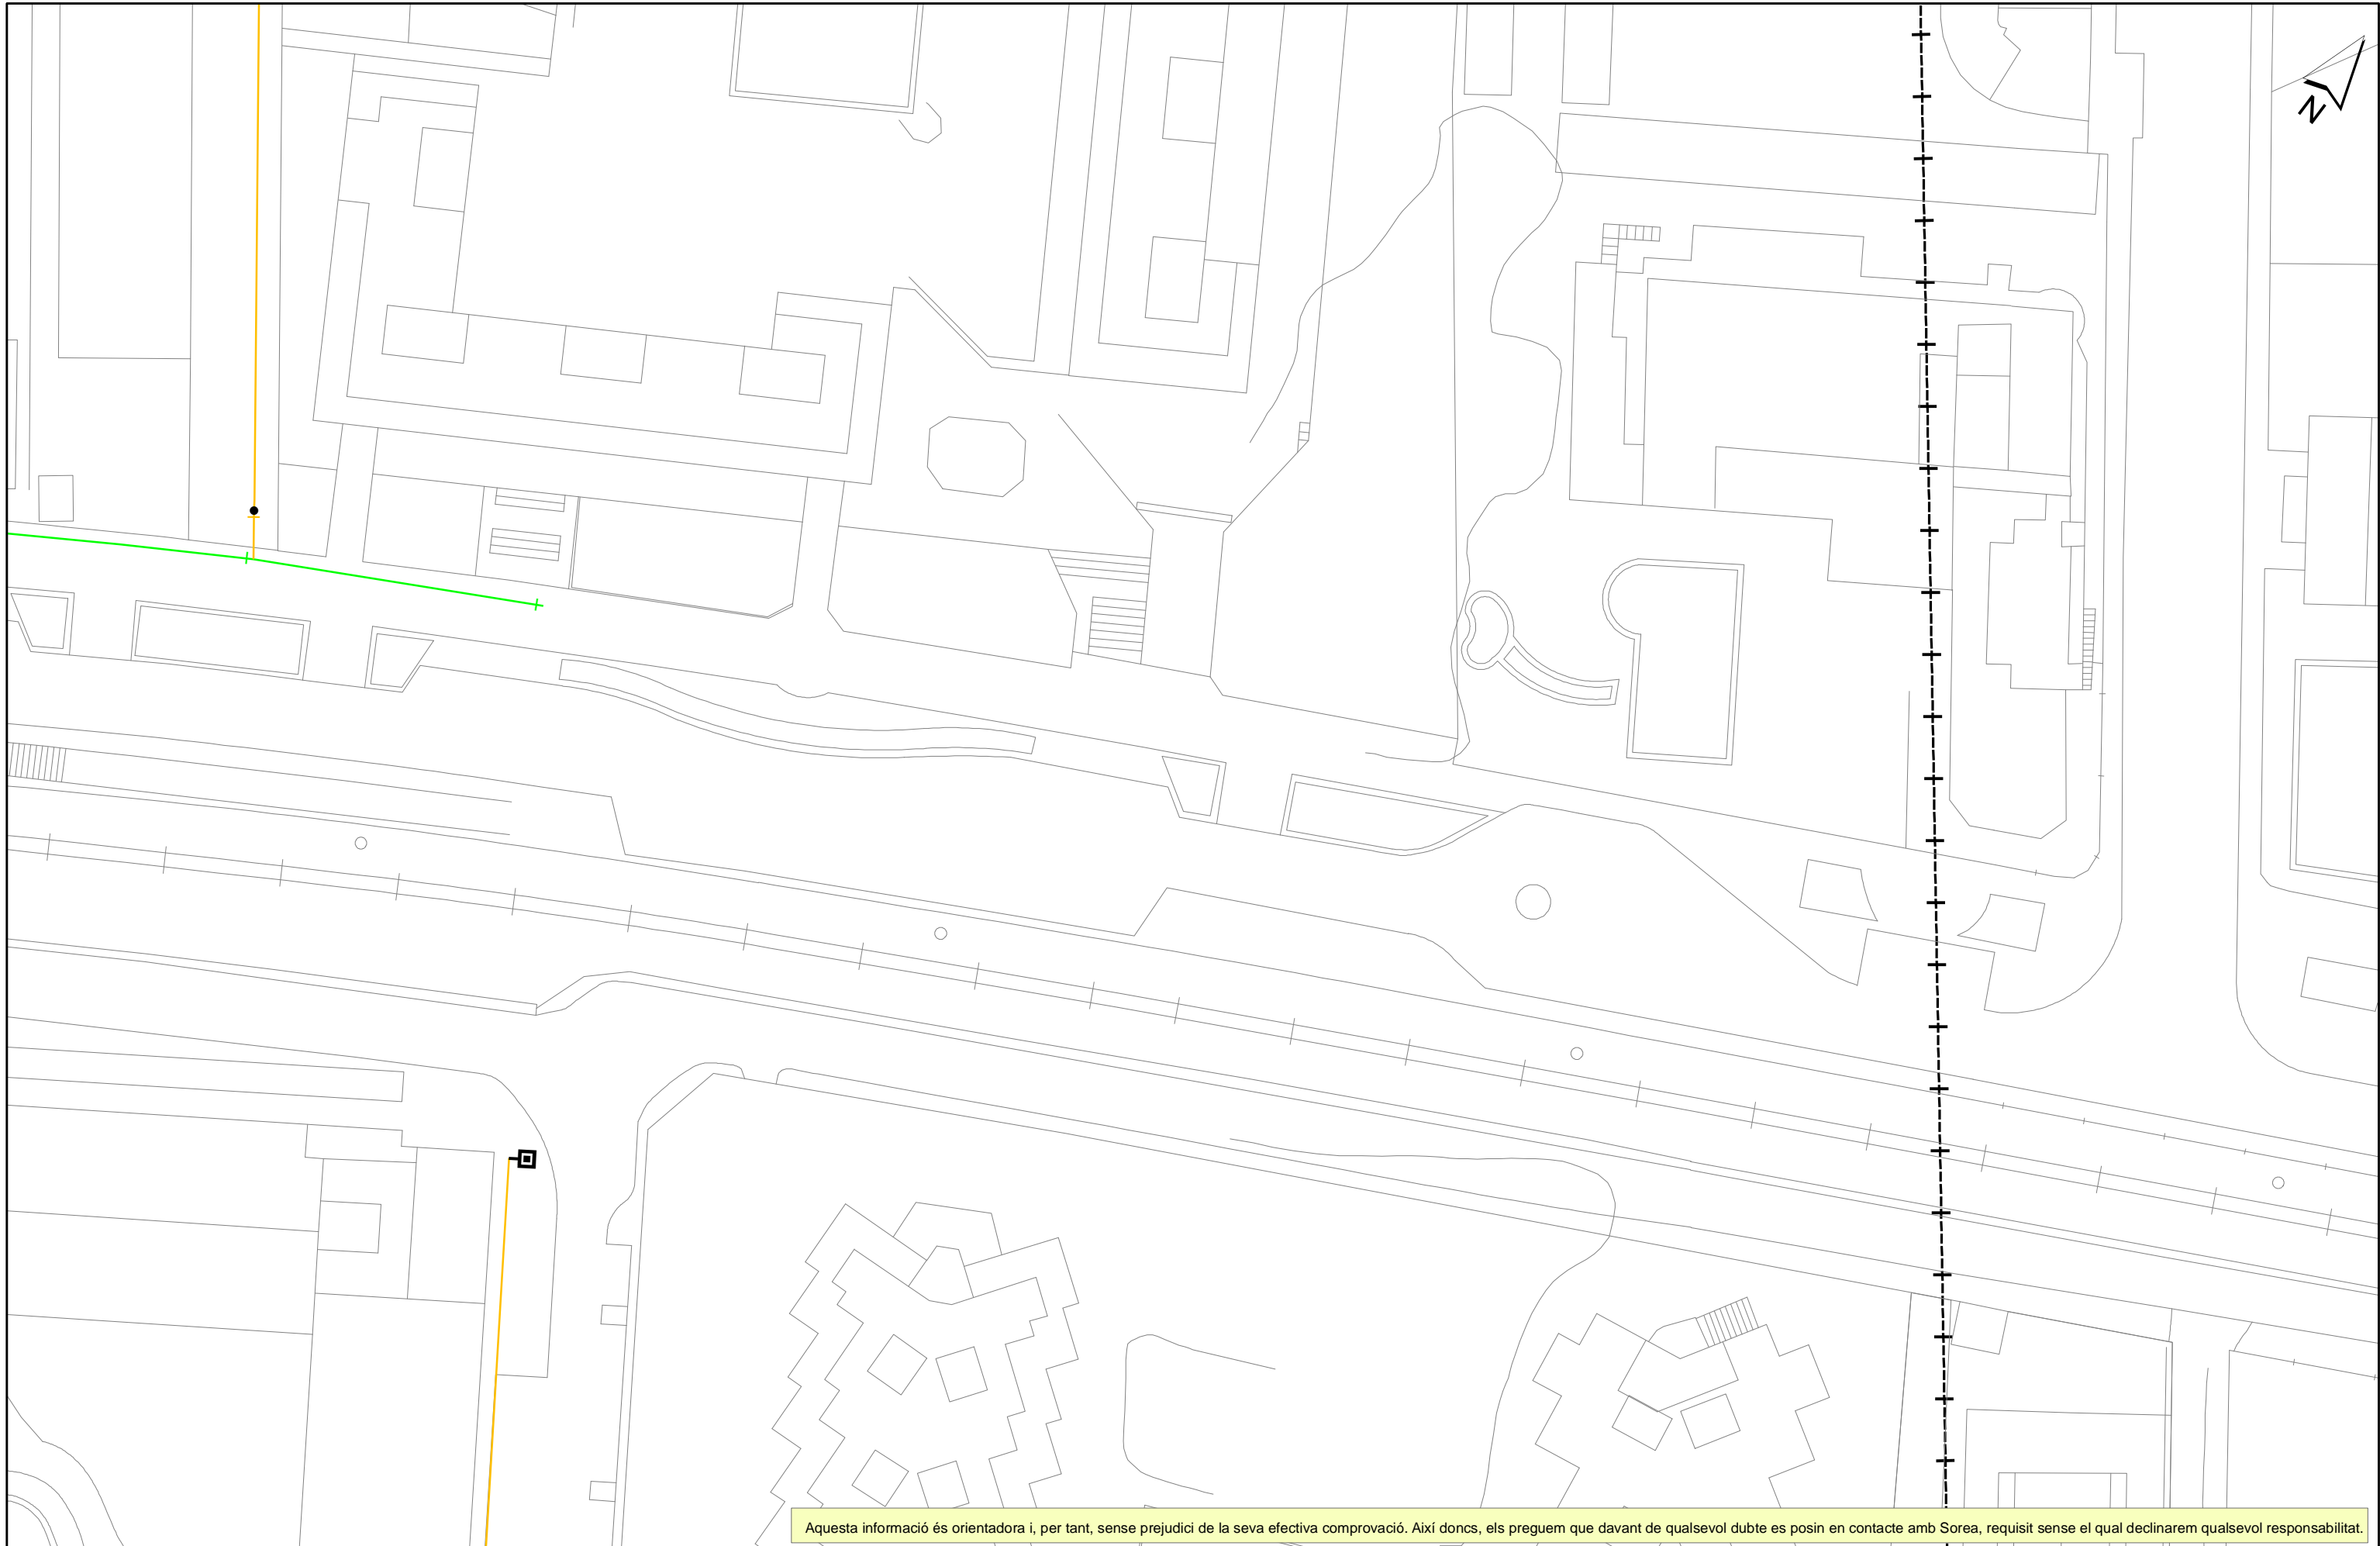 N
Aquesta informació és orientadora i, per tant, sense prejudici de la seva efectiva comprovació. Així doncs, els preguem que davant de qualsevol dubte es posin en contacte amb Sorea, requisit sense el qual declinarem qualsevol responsabilitat.